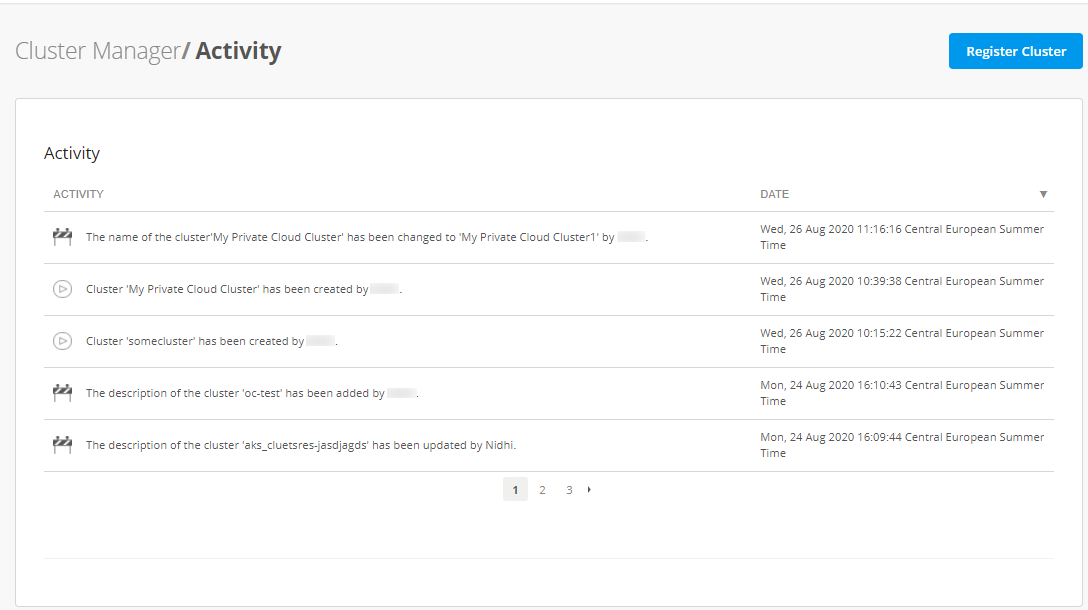 Cluster Manager/ Activity
Register Cluster
Activity
ACTIVITY
DATE
The name of the cluster'My Private Cloud Cluster' has been changed to 'My Private Cloud Cluster1' by .
Wed, 26 Aug 2020 11:16:16 Central European Summer
Time
Cluster 'My Private Cloud Cluster' has been created by .
Wed, 26 Aug 2020 10:39:38 Central European Summer
Time
Cluster 'somecluster' has been created by .
Wed, 26 Aug 2020 10:15:22 Central European Summer
Time
The description of the cluster 'oc-test' has been added by .
Mon, 24 Aug 2020 16:10:43 Central European Summer
Time
The description of the cluster 'aks_cluetsres-jasdjagds' has been updated by Nidhi.
Mon, 24 Aug 2020 16:09:44 Central European Summer
Time
1 2 3